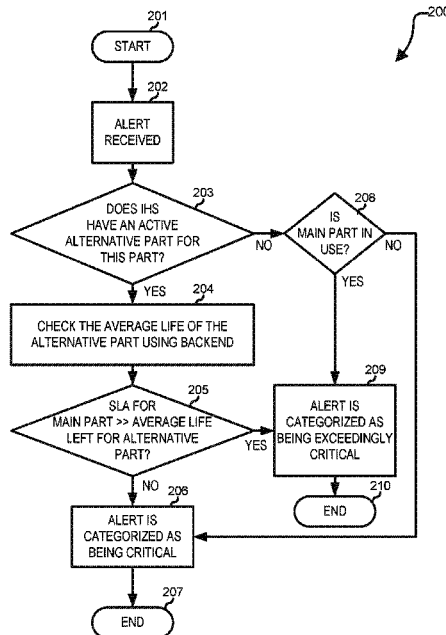 200
201
START
202
ALERT
RECEIVED
203
DOES IHS
HAVE AN ACTIVE
ALTERNATIVE PART FOR
THIS PART?
NO
YES
208
IS
MAIN PART IN
USE?
NO
YES
204
CHECK THE AVERAGE LIFE OF THE
ALTERNATIVE PART USING BACKEND
205
SLA FOR
MAIN PART >> AVERAGE LIFE
LEFT FOR ALTERNATIVE
PART?
YES
NO
209
ALERT IS
CATEGORIZED AS
BEING EXCEEDINGLY
CRITICAL
END
210
206
ALERT IS
CATEGORIZED AS
BEING CRITICAL
207
END